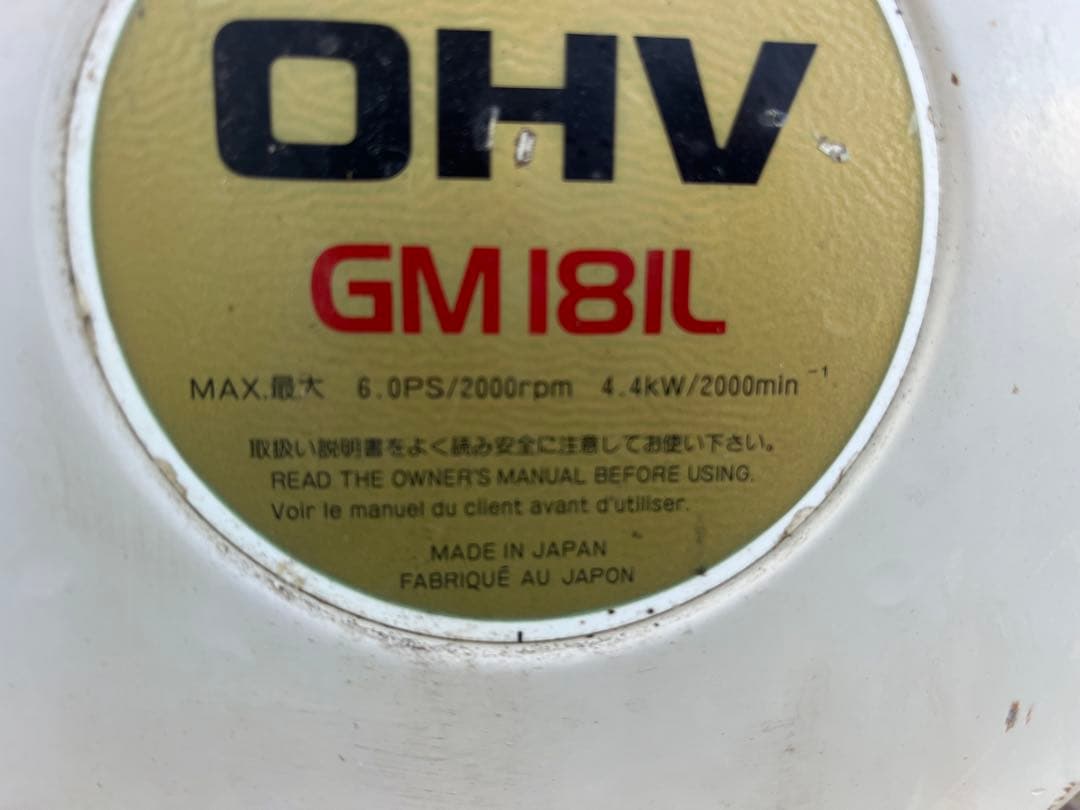 OHV
GM181L
MAX.最大 6.0PS/2000rpm 4.4kW/2000min⁻¹
取扱い説明書をよく読み安全に注意してお使い下さい。
READ THE OWNER'S MANUAL BEFORE USING.
Voir le manuel du client avant d'utiliser.
MADE IN JAPAN
FABRIQUÉ AU JAPON